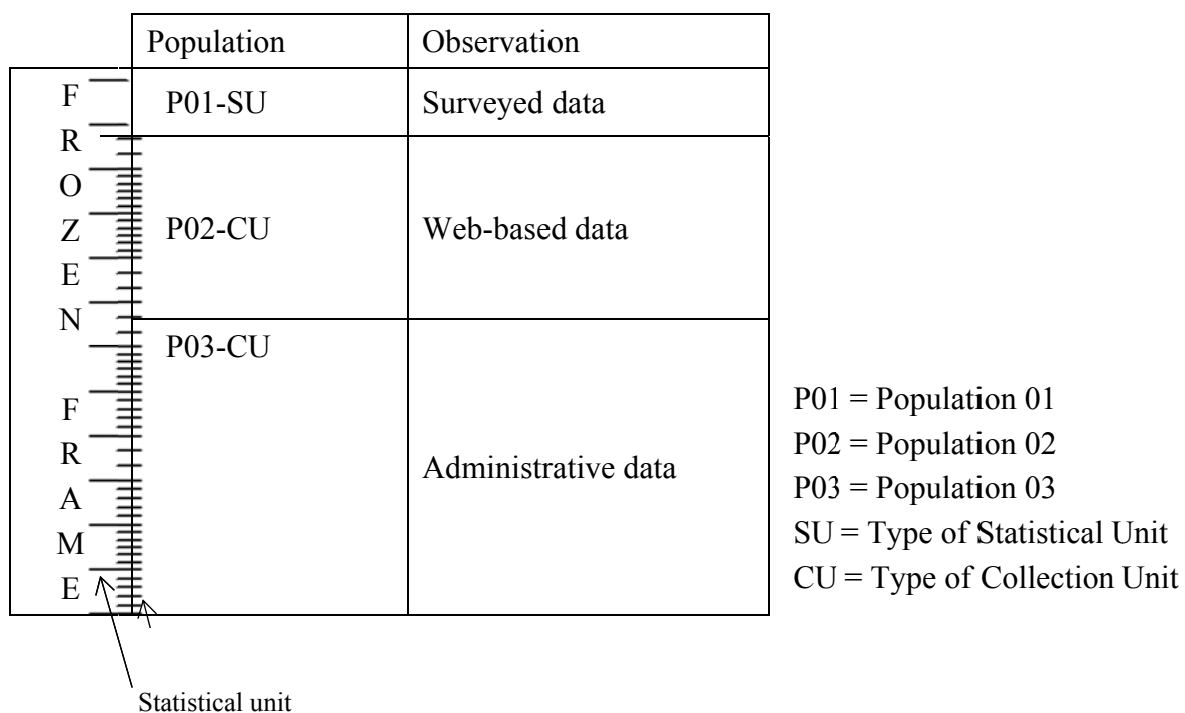 Population Observation
P01-SU Surveyed data
P02-CU Web-based data
P03-CU
Administrative data
F
R
O
Z
E
N
F
R
A
M
E
P01 = Population 01
P02 = Population 02
P03 = Population 03
SU = Type of Statistical Unit
CU = Type of Collection Unit
Statistical unit